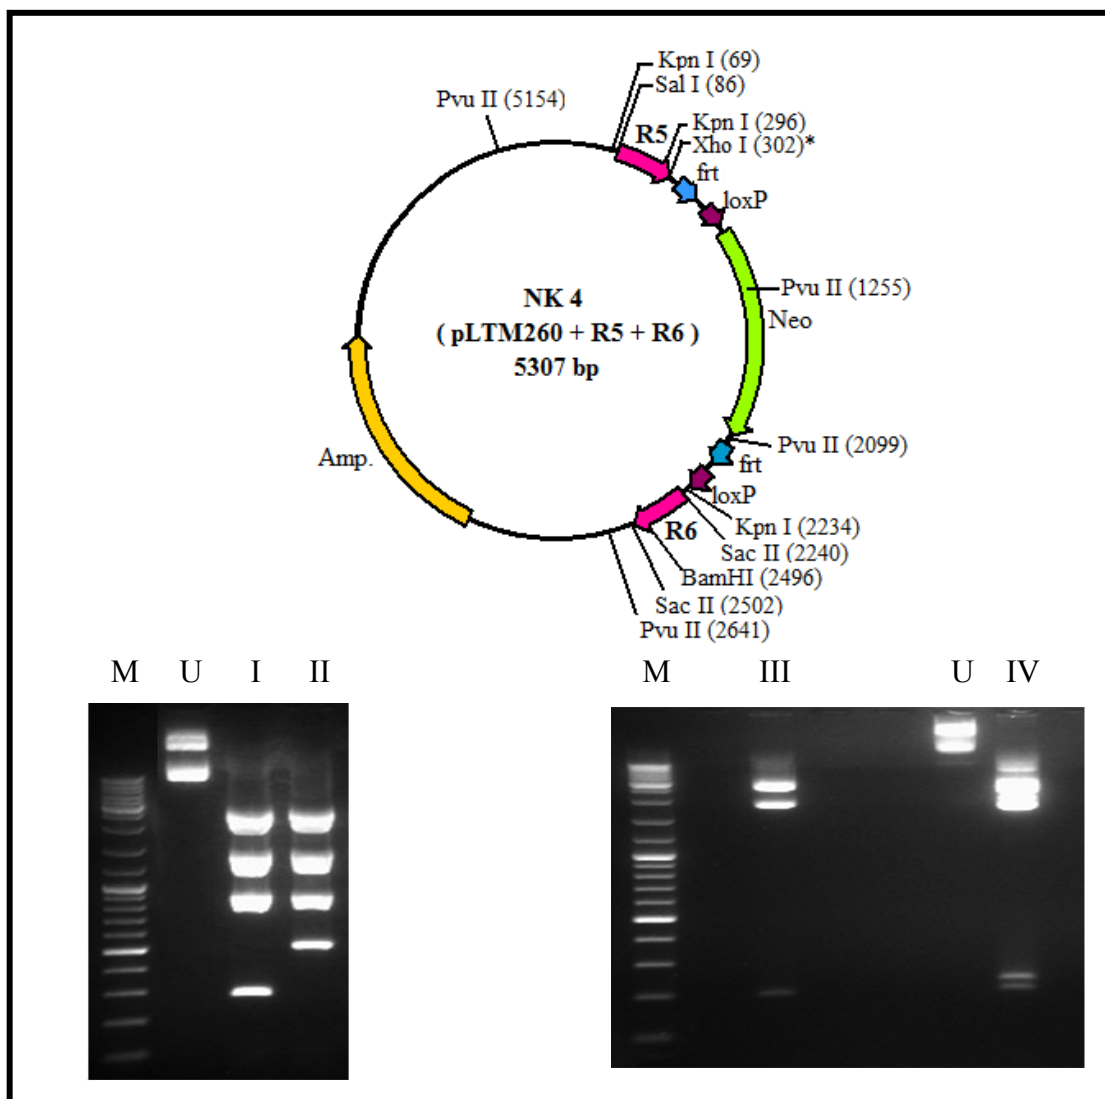 Kpn I (69)
Sal I (86)
Pvu II (5154)
R5
Kpn I (296)
Xho I (302)*
frt
loxP
Pvu II (1255)
Neo
NK 4
( pLTM260 + R5 + R6 )
5307 bp
Pvu II (2099)
frt
loxP
Amp.
Kpn I (2234)
R6
Sac II (2240)
BamHI (2496)
Sac II (2502)
Pvu II (2641)
M U I II
M III U IV